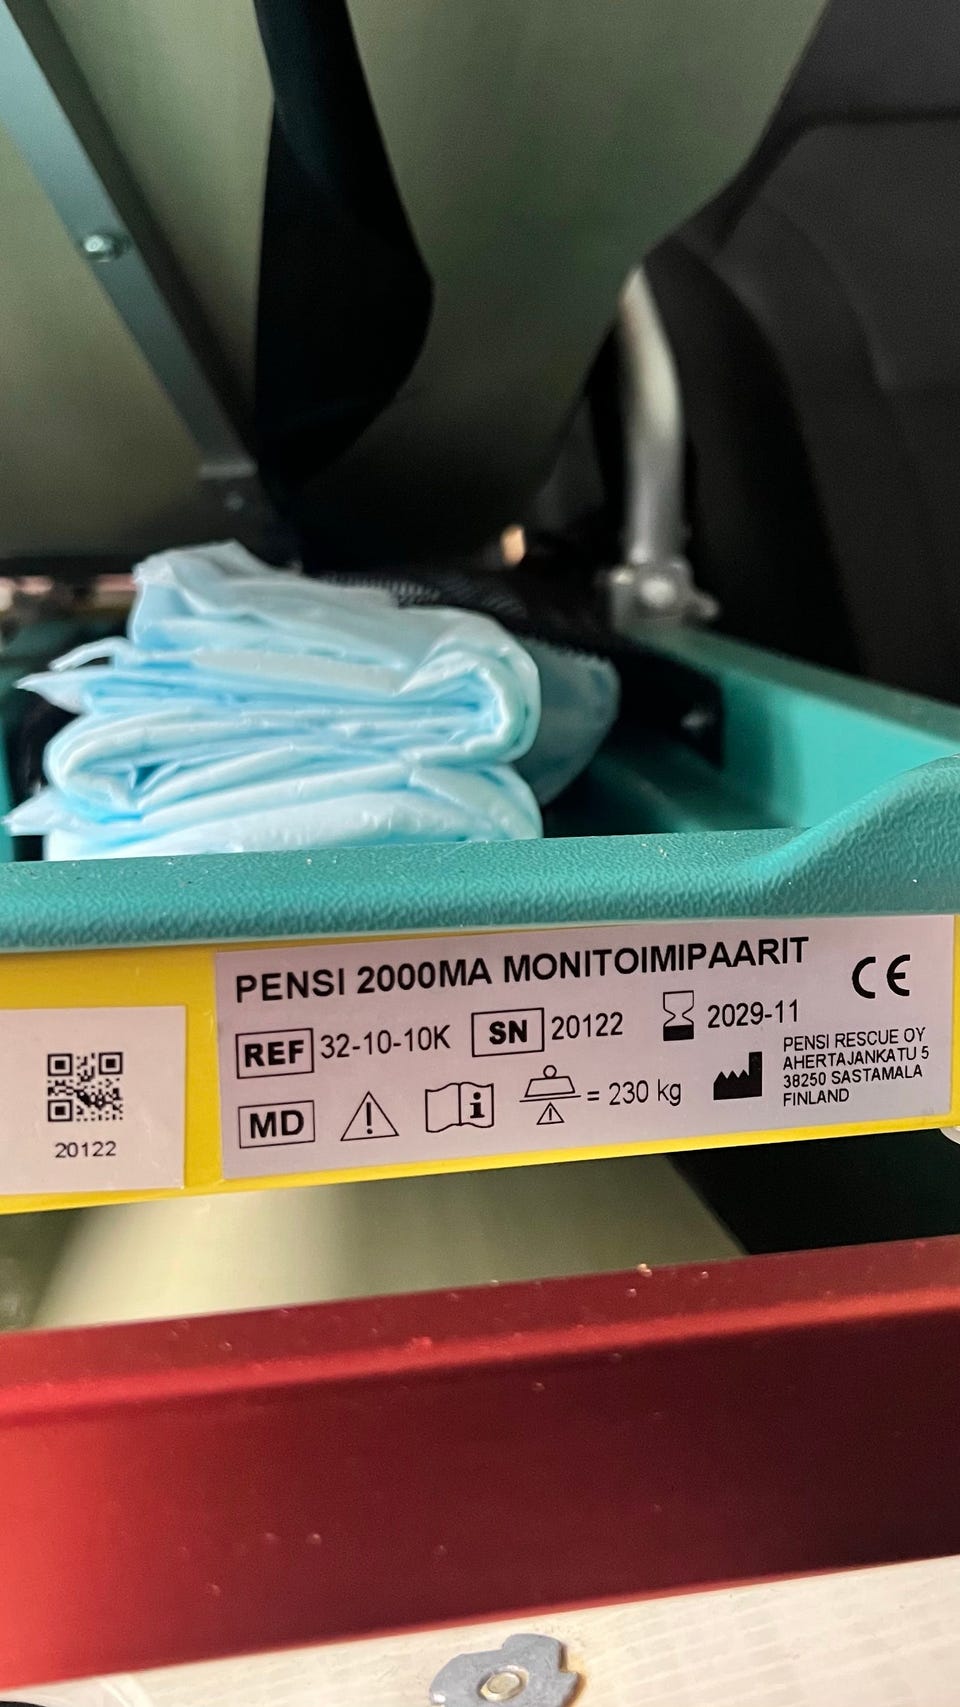 PENSI 2000MA MONITOIMIPAARIT
CE
REF 32-10-10K SN 20122 2029-11
MD i = 230 kg
PENSI RESCUE OY
AHERTAJANKATU 5
38250 SASTAMALA
FINLAND
20122